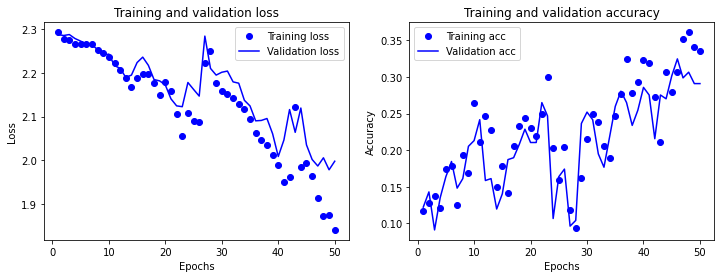 Training and validation loss
Training loss
Validation loss
2.3
2.2
2.1
2.0
1.9
Loss
0
10
20
30
40
50
Epochs
Training and validation accuracy
Training acc
Validation acc
0.35
0.30
0.25
0.20
0.15
0.10
Accuracy
0
10
20
30
40
50
Epochs